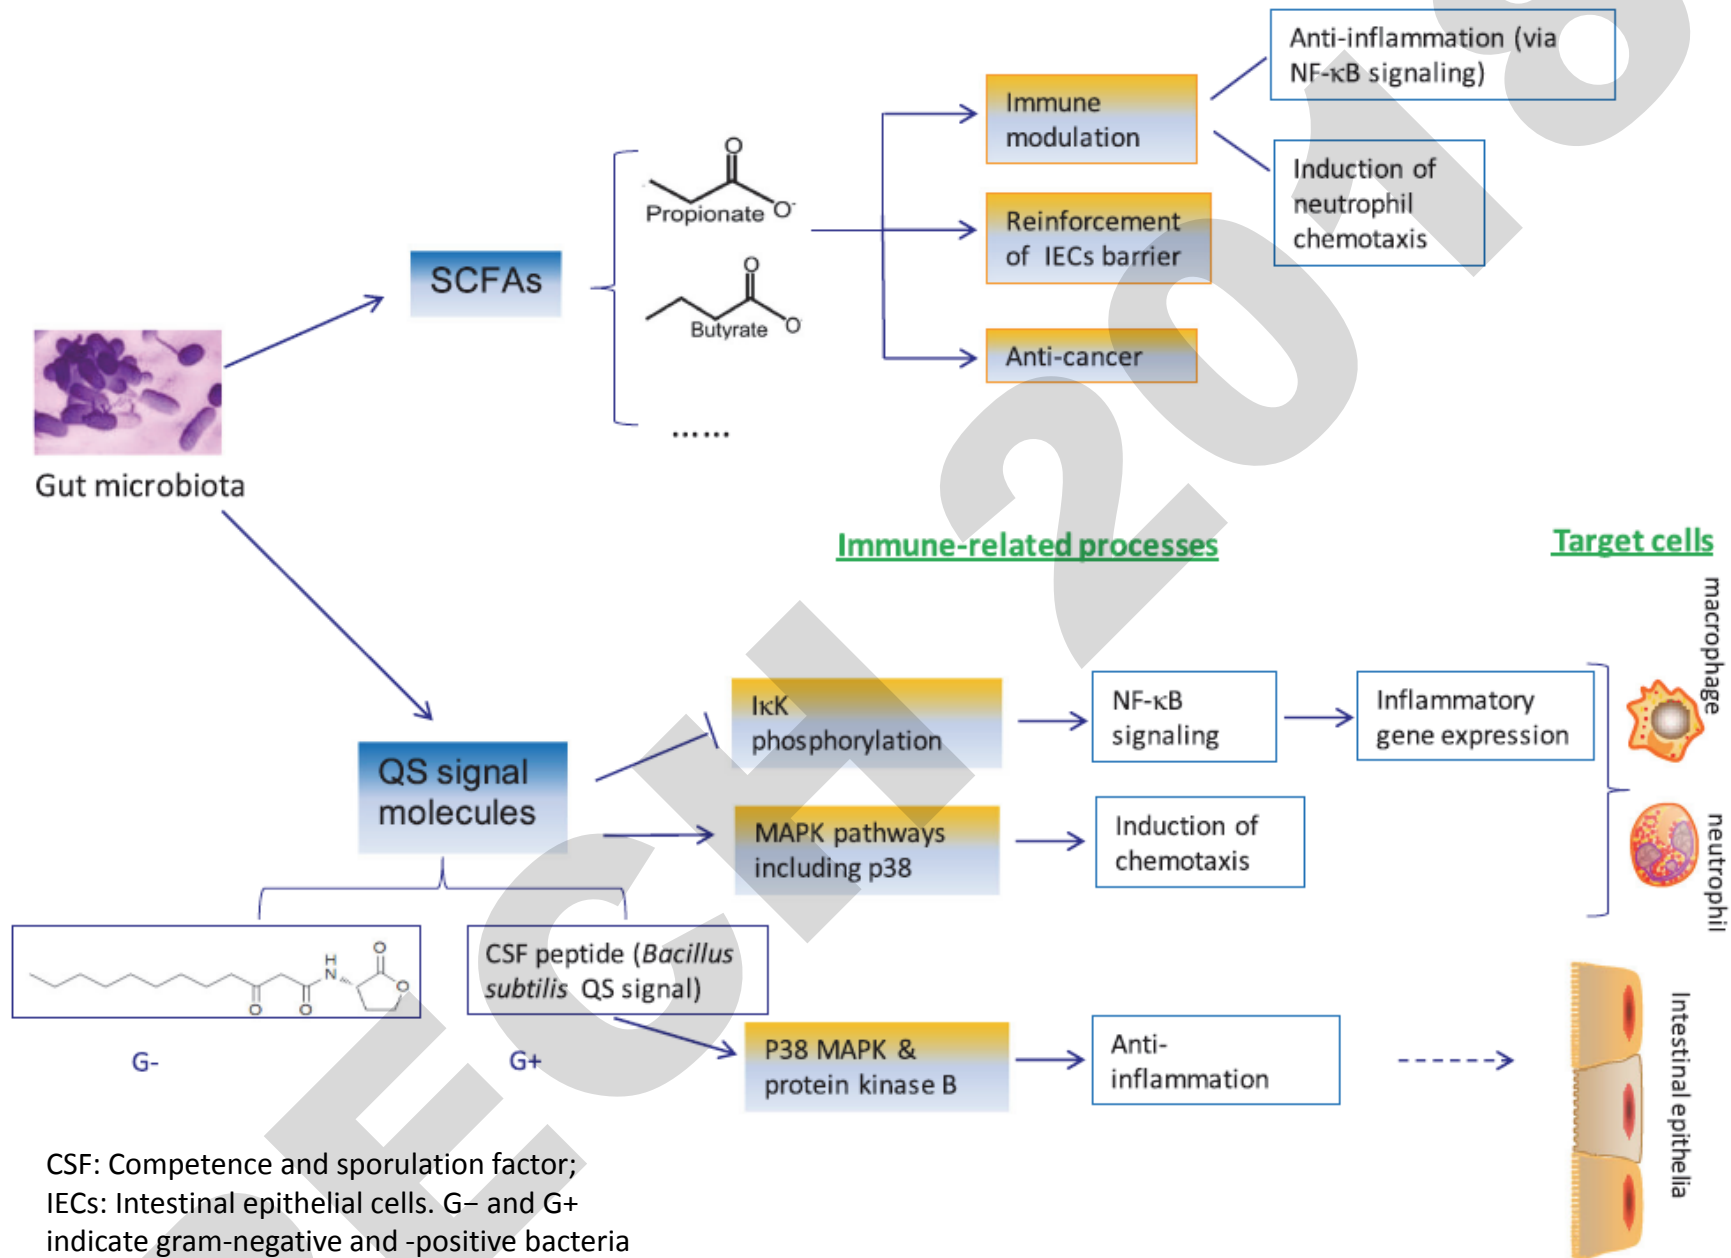 Anti-inflammation (via
NF-κB signaling)
Immune
modulation
Induction of
neutrophil
chemotaxis
O
Propionate O-
Reinforcement
of IECs barrier
SCFAs
O
Butyrate O-
Anti-cancer
......
Gut microbiota
Immune-related processes
Target cells
macrophage
IκK
phosphorylation
NF-κB
signaling
Inflammatory
gene expression
QS signal
molecules
MAPK pathways
including p38
Induction of
chemotaxis
neutrophil
O O H N O O
CSF peptide (Bacillus
subtilis QS signal)
G-
G+
P38 MAPK &
protein kinase B
Anti-
inflammation
Intestinal epithelia
CSF: Competence and sporulation factor;
IECs: Intestinal epithelial cells. G− and G+
indicate gram-negative and -positive bacteria
PECH 2018